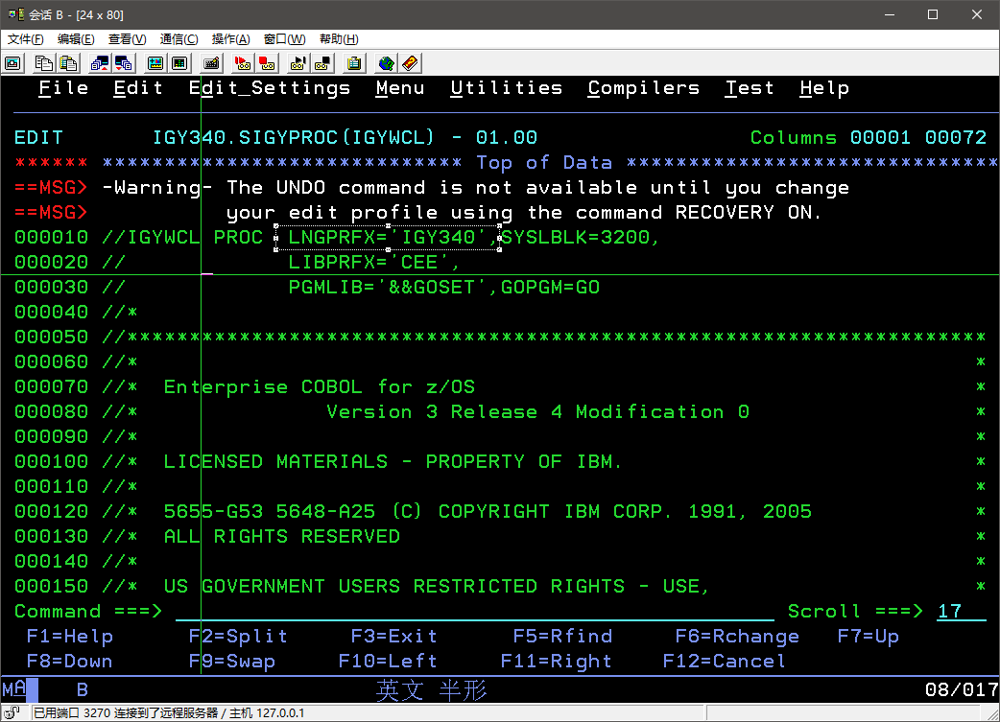 会话 B - [24 x 80]
文件(F) 编辑(E) 查看(V) 通信(C) 操作(A) 窗口(W) 帮助(H)
File Edit Edit_Settings Menu Utilities Compilers Test Help
EDIT IGY340.SIGYPROC(IGYWCL) - 01.00 Columns 00001 00072
****** ***************************** Top of Data ******************************
==MSG> -Warning- The UNDO command is not available until you change
==MSG> your edit profile using the command RECOVERY ON.
000010 //IGYWCL PROC LNGPRFX='IGY340',SYSLBLK=3200,
000020 // LIBPRFX='CEE',
000030 // PGMLIB='&&GOSET',GOPGM=GO
000040 //*
000050 //*********************************************************************
000060 //* *
000070 //* Enterprise COBOL for z/OS *
000080 //* Version 3 Release 4 Modification 0 *
000090 //* *
000100 //* LICENSED MATERIALS - PROPERTY OF IBM. *
000110 //* *
000120 //* 5655-G53 5648-A25 (C) COPYRIGHT IBM CORP. 1991, 2005 *
000130 //* ALL RIGHTS RESERVED *
000140 //* *
000150 //* US GOVERNMENT USERS RESTRICTED RIGHTS - USE, *
Command ===> Scroll ===> 17
F1=Help F2=Split F3=Exit F5=Rfind F6=Rchange F7=Up
F8=Down F9=Swap F10=Left F11=Right F12=Cancel
MA B 英文 半形 08/017
已用端口 3270 连接到了远程服务器 / 主机 127.0.0.1